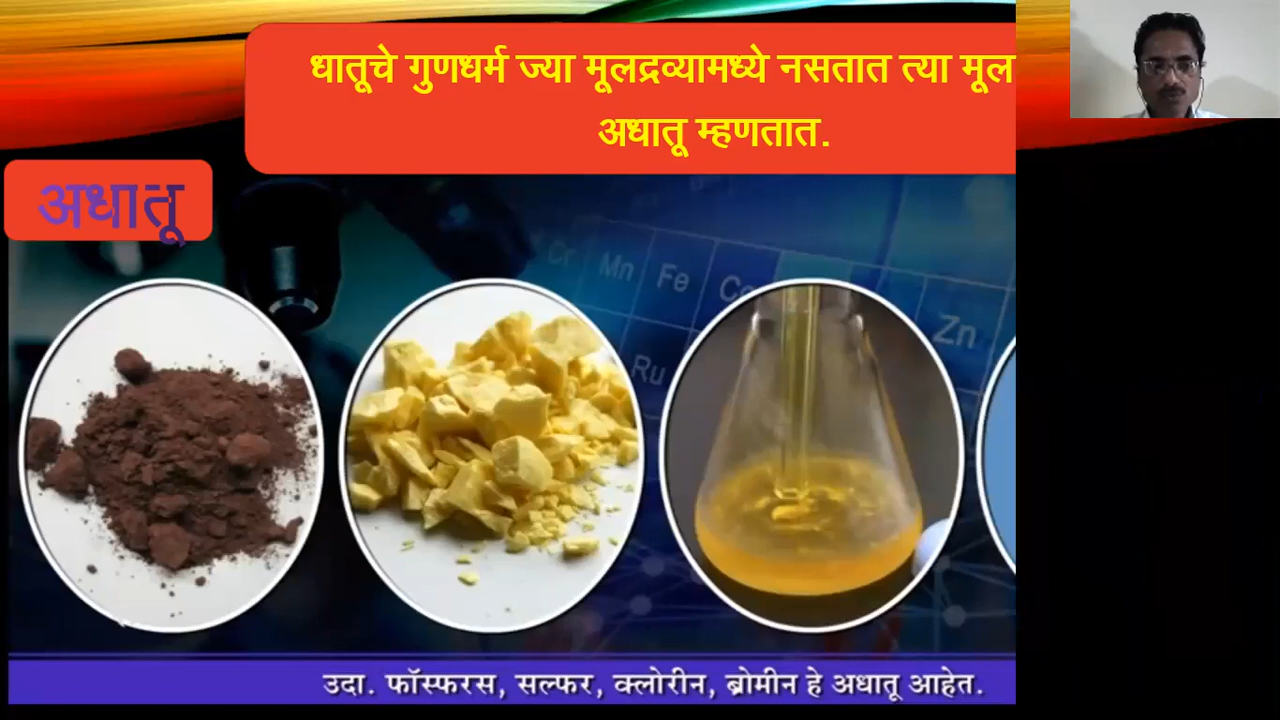 धातूचे गुणधर्म ज्या मूलद्रव्यामध्ये नसतात त्या मूल
अधातू म्हणतात.
अधातू
Cr Mn Fe Co Zn
Ru
उदा. फॉस्फरस, सल्फर, क्लोरीन, ब्रोमीन हे अधातू आहेत.